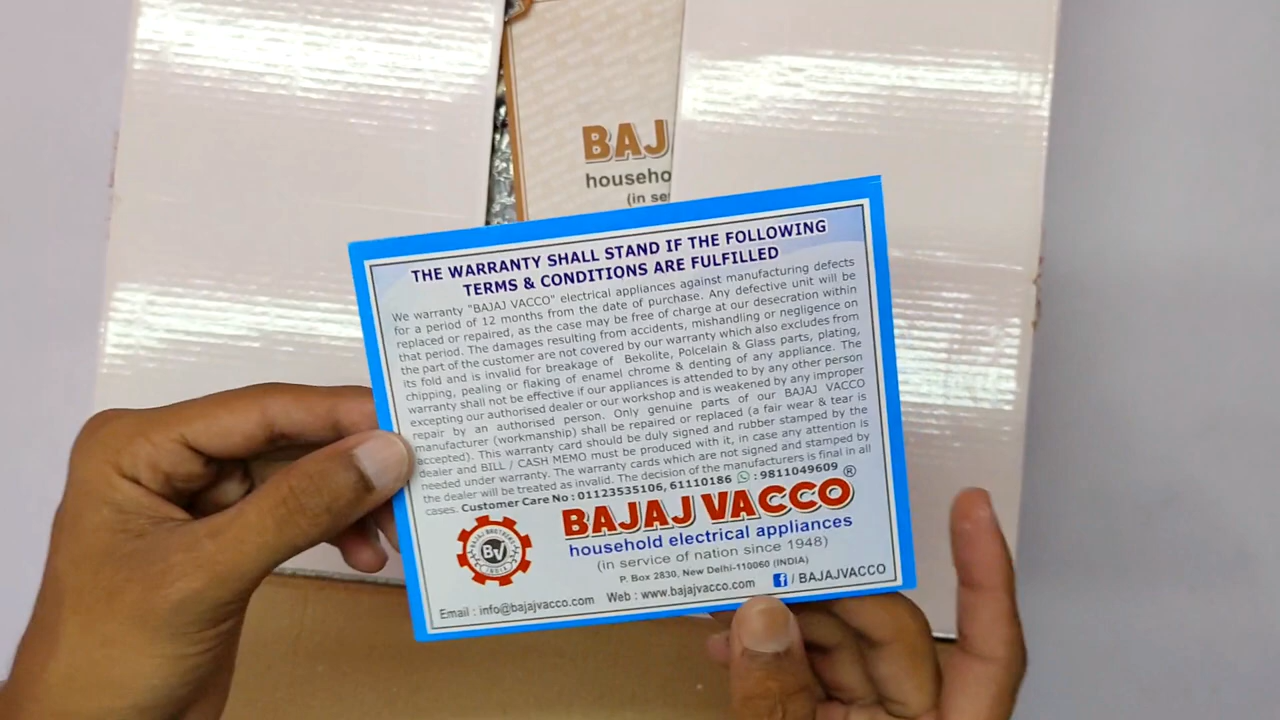 BAJ
househo
(in se
THE WARRANTY SHALL STAND IF THE FOLLOWING
TERMS & CONDITIONS ARE FULFILLED
We warranty "BAJAJ VACCO" electrical appliances against manufacturing defects
for a period of 12 months from the date of purchase. Any defective unit will be
replaced or repaired, as the case may be free of charge at our desecration within
that period. The damages resulting from accidents, mishandling or negligence on
the part of the customer are not covered by our warranty which also excludes from
its fold and is invalid for breakage of Bekolite, Polcelain & Glass parts, plating,
chipping, pealing or flaking of enamel chrome & denting of any appliance. The
warranty shall not be effective if our appliances is attended to by any other person
excepting our authorised dealer or our workshop and is weakened by any improper
repair by an authorised person. Only genuine parts of our BAJAJ VACCO
manufacturer (workmanship) shall be repaired or replaced (a fair wear & tear is
accepted). This warranty card should be duly signed and rubber stamped by the
dealer and BILL / CASH MEMO must be produced with it, in case any attention is
needed under warranty. The warranty cards which are not signed and stamped by
the dealer will be treated as invalid. The decision of the manufacturers is final in all
cases. Customer Care No : 01123535106, 61110186 : 9811049609
BAJAJ VACCO ®
household electrical appliances
(in service of nation since 1948)
P. Box 2830, New Delhi-110060 (INDIA)
BAJAJ BROTHERS
BV
INDIA
Email : info@bajajvacco.com Web : www.bajajvacco.com f / BAJAJVACCO